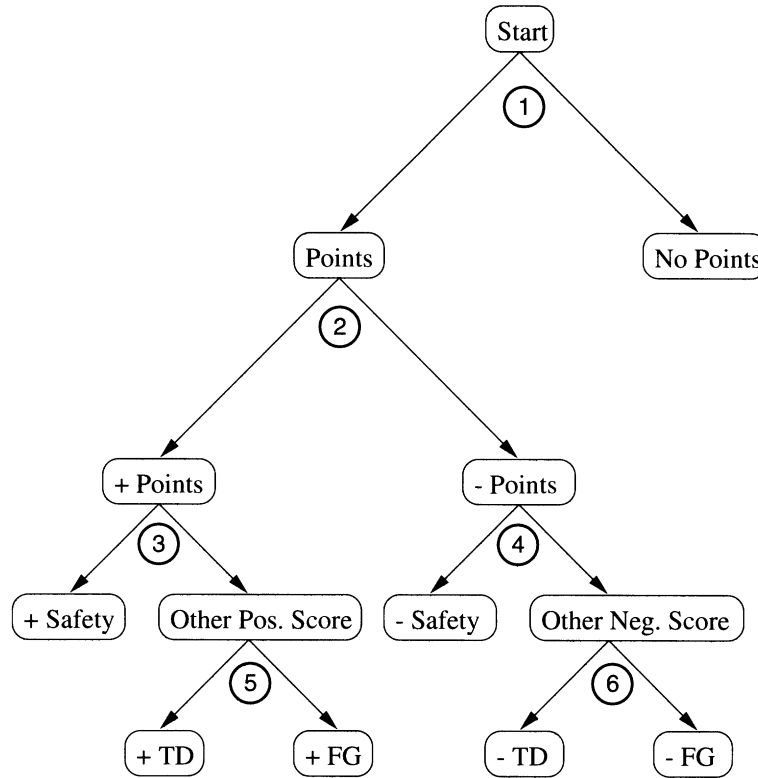 Start
1
Points
No Points
2
+ Points
- Points
3
4
+ Safety
Other Pos. Score
- Safety
Other Neg. Score
5
6
+ TD
+ FG
- TD
- FG